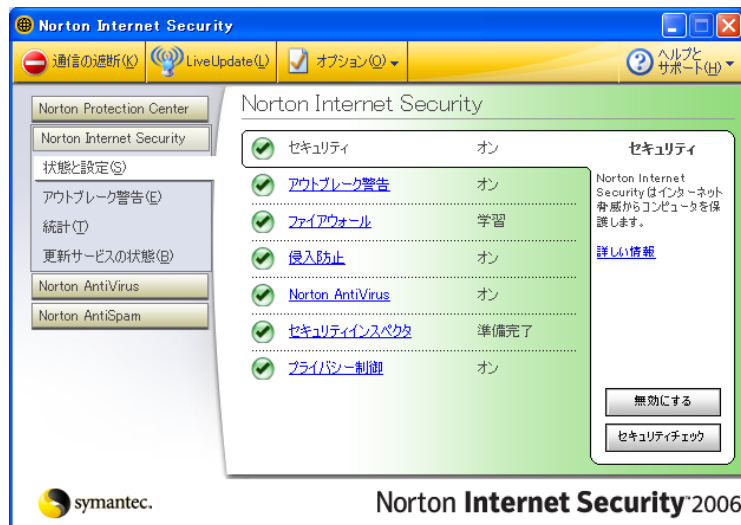 Norton Internet Security
通信の遮断(K)
LiveUpdate(L)
オプション(O)
ヘルプと
サポート(H)
Norton Protection Center
Norton Internet Security
状態と設定(S)
アウトブレーク警告(E)
統計(T)
更新サービスの状態(B)
Norton AntiVirus
Norton AntiSpam
Norton Internet Security
セキュリティ オン
アウトブレーク警告 オン
ファイアウォール 学習
侵入防止 オン
Norton AntiVirus オン
セキュリティインスペクタ 準備完了
プライバシー制御 オン
セキュリティ
Norton Internet
Security はインターネット
脅威からコンピュータを保
護します。
詳しい情報
無効にする
セキュリティチェック
symantec.
Norton Internet Security 2006